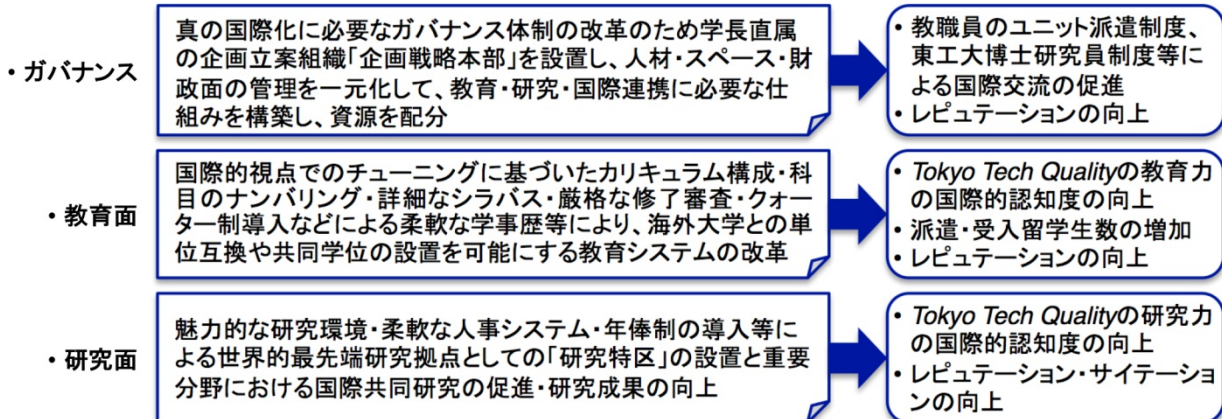 ・ガバナンス
真の国際化に必要なガバナンス体制の改革のため学長直属
の企画立案組織「企画戦略本部」を設置し、人材・スペース・財
政面の管理を一元化して、教育・研究・国際連携に必要な仕
組みを構築し、資源を配分
・教職員のユニット派遣制度、
東工大博士研究員制度等に
よる国際交流の促進
・レピュテーションの向上
・教育面
国際的視点でのチューニングに基づいたカリキュラム構成・科
目のナンバリング・詳細なシラバス・厳格な修了審査・クォー
ター制導入などによる柔軟な学事歴等により、海外大学との単
位互換や共同学位の設置を可能にする教育システムの改革
・Tokyo Tech Qualityの教育力
の国際的認知度の向上
・派遣・受入留学生数の増加
・レピュテーションの向上
・研究面
魅力的な研究環境・柔軟な人事システム・年俸制の導入等に
よる世界的最先端研究拠点としての「研究特区」の設置と重要
分野における国際共同研究の促進・研究成果の向上
・Tokyo Tech Qualityの研究力
の国際的認知度の向上
・レピュテーション・サイテーショ
ンの向上